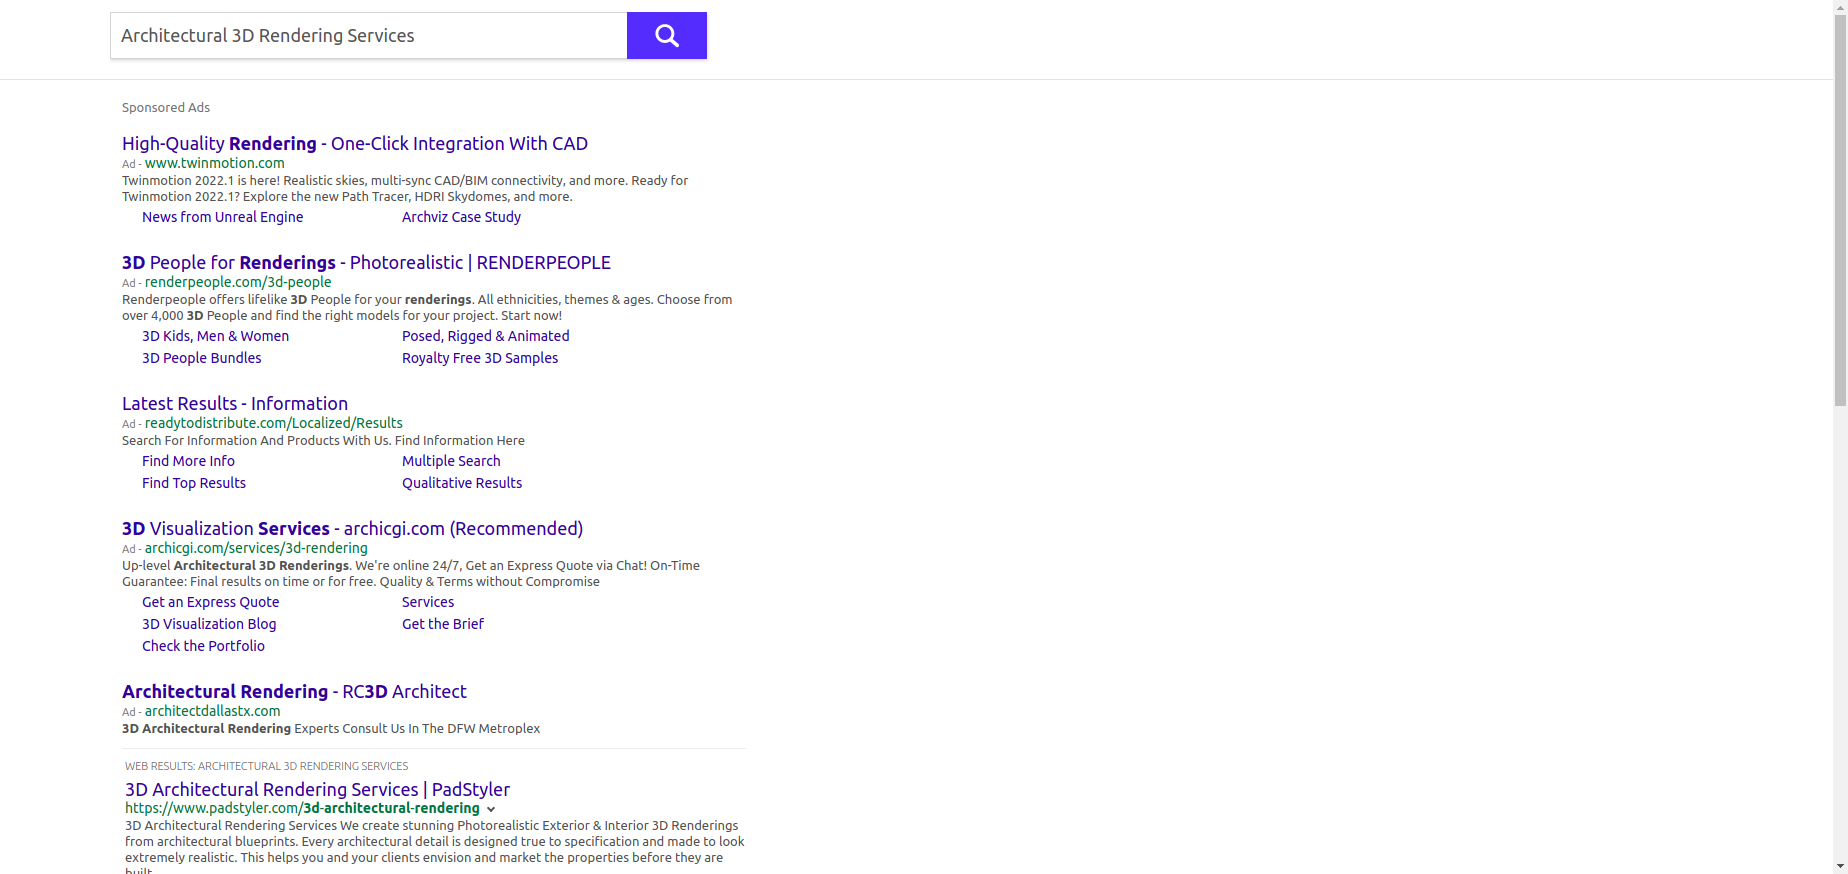 Architectural 3D Rendering Services
Sponsored Ads
High-Quality Rendering - One-Click Integration With CAD
Ad - www.twinmotion.com
Twinmotion 2022.1 is here! Realistic skies, multi-sync CAD/BIM connectivity, and more. Ready for
Twinmotion 2022.1? Explore the new Path Tracer, HDRI Skydomes, and more.
News from Unreal Engine Archviz Case Study
3D People for Renderings - Photorealistic | RENDERPEOPLE
Ad - renderpeople.com/3d-people
Renderpeople offers lifelike 3D People for your renderings. All ethnicities, themes & ages. Choose from
over 4,000 3D People and find the right models for your project. Start now!
3D Kids, Men & Women Posed, Rigged & Animated
3D People Bundles Royalty Free 3D Samples
Latest Results - Information
Ad - readytodistribute.com/Localized/Results
Search For Information And Products With Us. Find Information Here
Find More Info Multiple Search
Find Top Results Qualitative Results
3D Visualization Services - archicgi.com (Recommended)
Ad - archicgi.com/services/3d-rendering
Up-level Architectural 3D Renderings. We're online 24/7, Get an Express Quote via Chat! On-Time
Guarantee: Final results on time or for free. Quality & Terms without Compromise
Get an Express Quote Services
3D Visualization Blog Get the Brief
Check the Portfolio
Architectural Rendering - RC3D Architect
Ad - architectdallastx.com
3D Architectural Rendering Experts Consult Us In The DFW Metroplex
WEB RESULTS: ARCHITECTURAL 3D RENDERING SERVICES
3D Architectural Rendering Services | PadStyler
https://www.padstyler.com/3d-architectural-rendering
3D Architectural Rendering Services We create stunning Photorealistic Exterior & Interior 3D Renderings
from architectural blueprints. Every architectural detail is designed true to specification and made to look
extremely realistic. This helps you and your clients envision and market the properties before they are
built